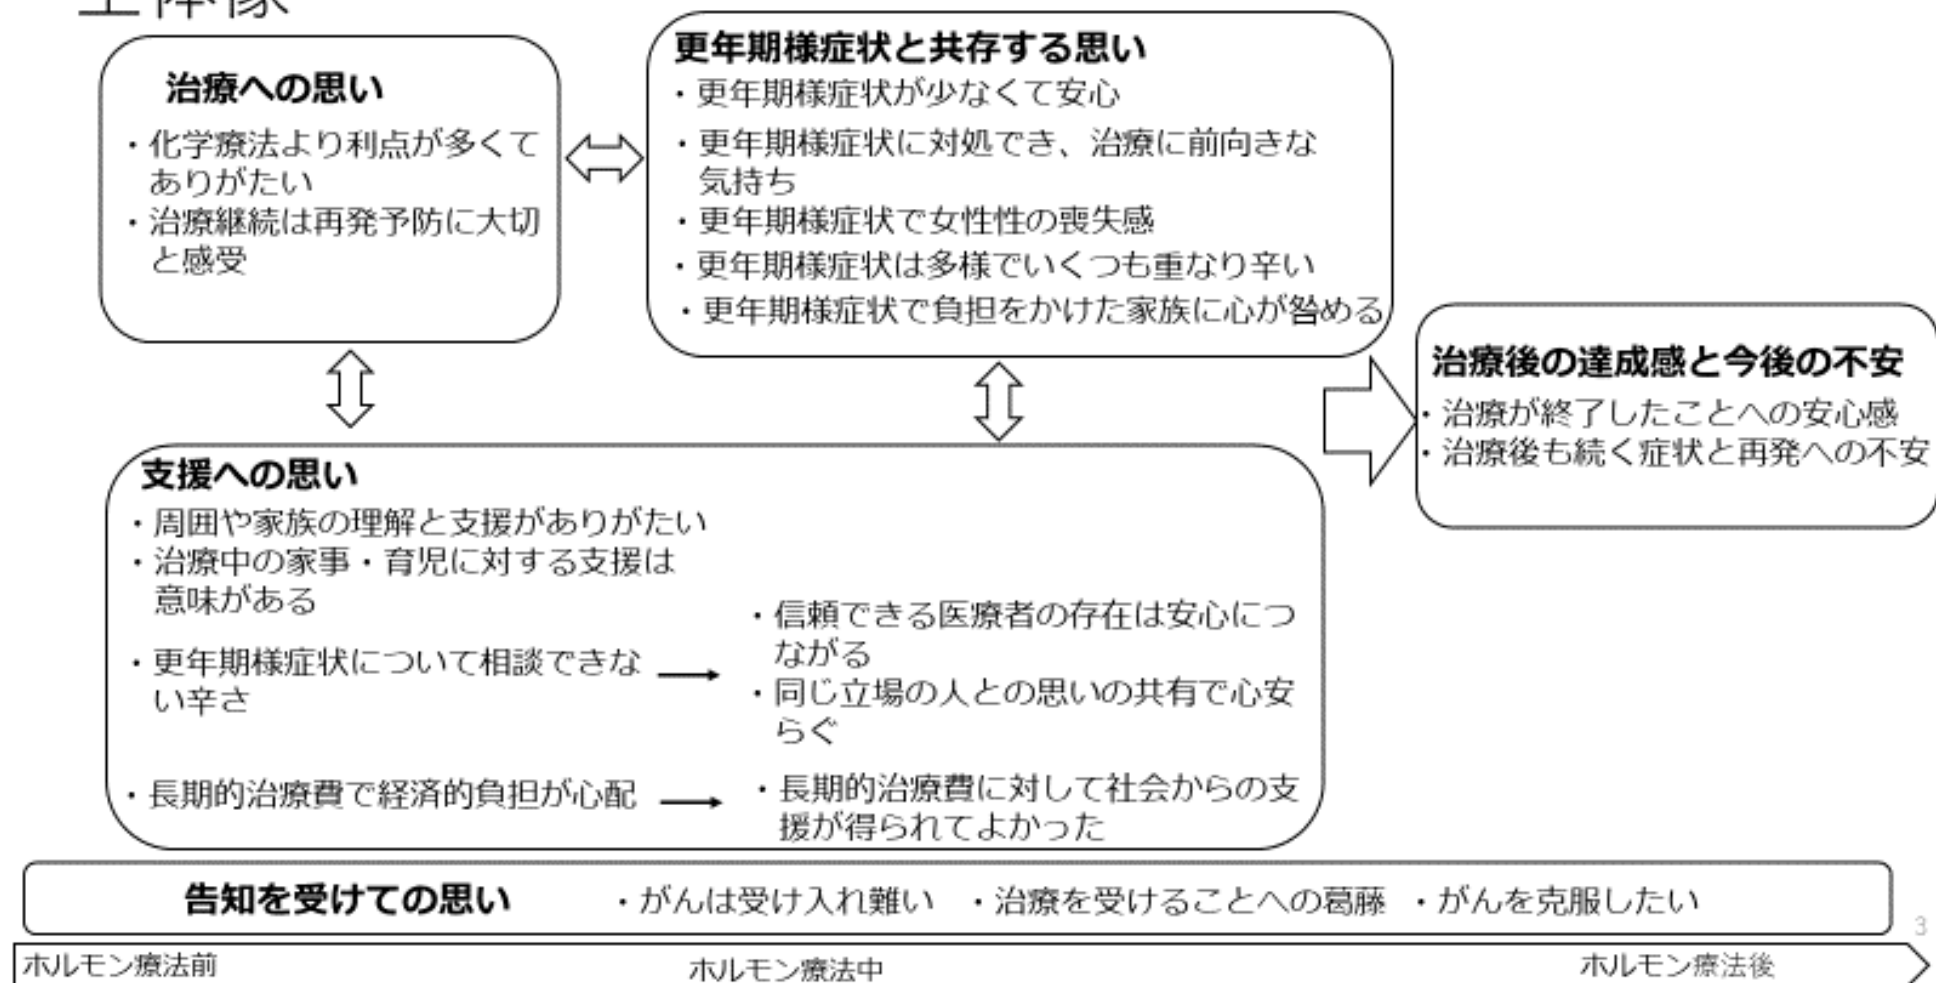 治療への思い
・化学療法より利点が多くて
ありがたい
・治療継続は再発予防に大切
と感受
更年期様症状と共存する思い
・更年期様症状が少なくて安心
・更年期様症状に対処でき、治療に前向きな
気持ち
・更年期様症状で女性性の喪失感
・更年期様症状は多様でいくつも重なり辛い
・更年期様症状で負担をかけた家族に心が咎める
治療後の達成感と今後の不安
・治療が終了したことへの安心感
・治療後も続く症状と再発への不安
支援への思い
・周囲や家族の理解と支援がありがたい
・治療中の家事・育児に対する支援は
意味がある
・更年期様症状について相談できな
い辛さ
・信頼できる医療者の存在は安心につ
ながる
・同じ立場の人との思いの共有で心安
らぐ
・長期的治療費で経済的負担が心配
・長期的治療費に対して社会からの支
援が得られてよかった
告知を受けての思い ・がんは受け入れ難い ・治療を受けることへの葛藤 ・がんを克服したい
3
ホルモン療法前 ホルモン療法中 ホルモン療法後